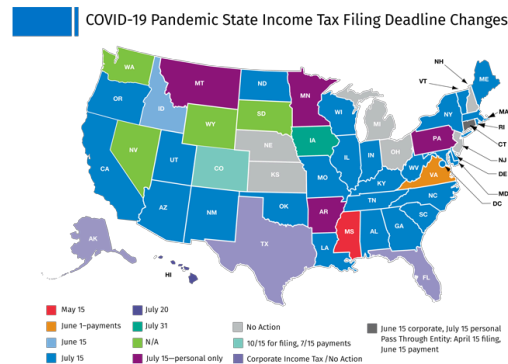 COVID-19 Pandemic State Income Tax Filing Deadline Changes
NH
VT
WA
MT
ND
MN
ME
OR
ID
SD
WI
MI
NY
MA
RI
WY
CT
NV
NE
IA
PA
NJ
UT
CO
IL
IN
OH
DE
CA
KS
MO
WV
VA
MD
KY
DC
NC
AZ
NM
OK
AR
TN
SC
MS
AL
GA
AK
TX
LA
HI
FL
May 15
June 1–payments
June 15
July 15
July 20
July 31
N/A
July 15—personal only
No Action
10/15 for filing, 7/15 payments
Corporate Income Tax/No Action
June 15 corporate, July 15 personal
Pass Through Entity: April 15 filing,
June 15 payment